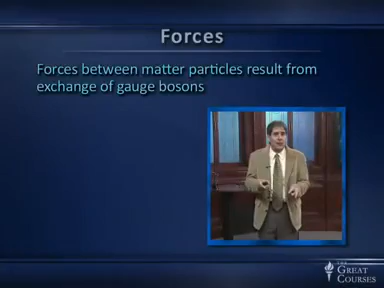 Forces
Forces between matter particles result from
exchange of gauge bosons
THE
GREAT
COURSES